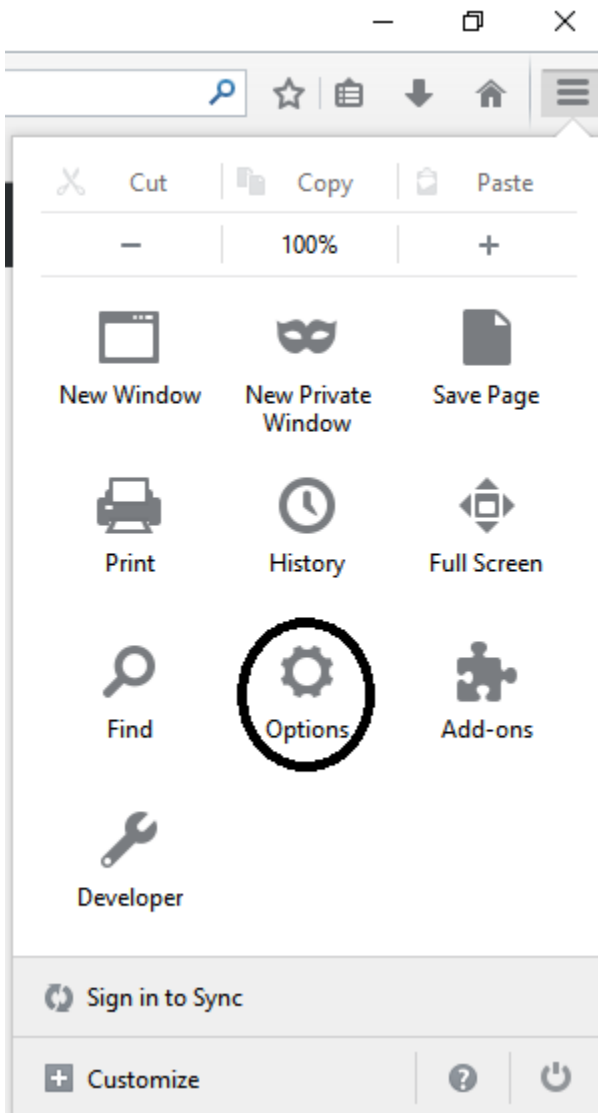 Cut Copy Paste
− 100% +
New Window New Private Window Save Page
Print History Full Screen
Find Options Add-ons
Developer
Sign in to Sync
Customize ?